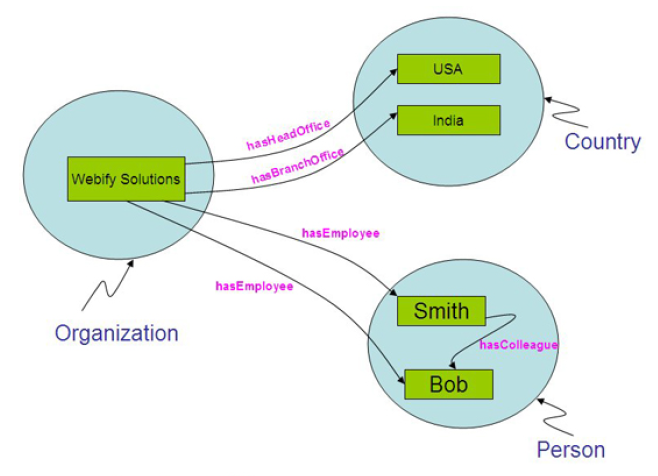 USA
India
Country
hasHeadOffice
hasBranchOffice
Webify Solutions
hasEmployee
hasEmployee
Organization
Smith
hasColleague
Bob
Person